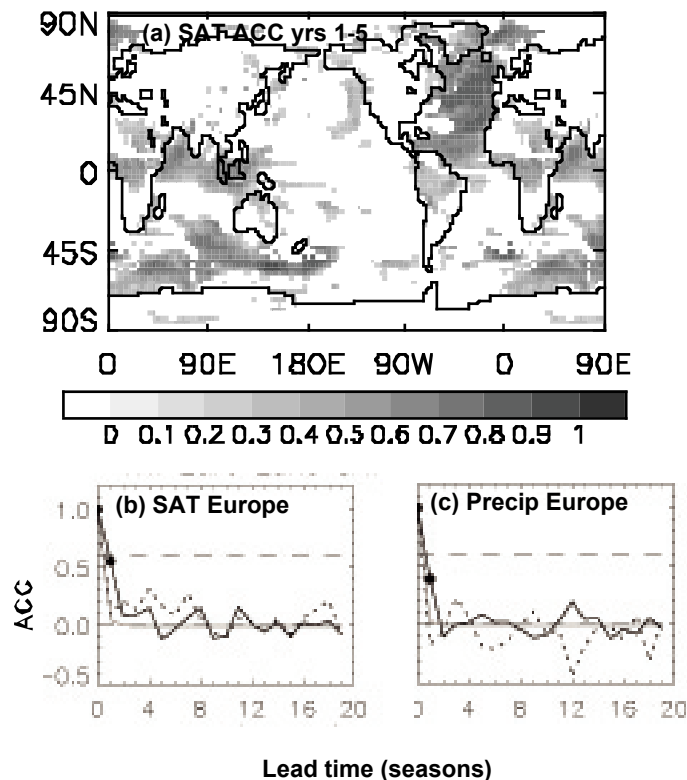 90N
(a) SAT ACC yrs 1-5
45N
0
45S
90S
0 90E 180E 90W 0 90E
0 0.1 0.2 0.3 0.4 0.5 0.6 0.7 0.8 0.9 1
(b) SAT Europe
(c) Precip Europe
1.0
0.5
0.0
-0.5
ACC
0 4 8 12 16 20
0 4 8 12 16 20
Lead time (seasons)